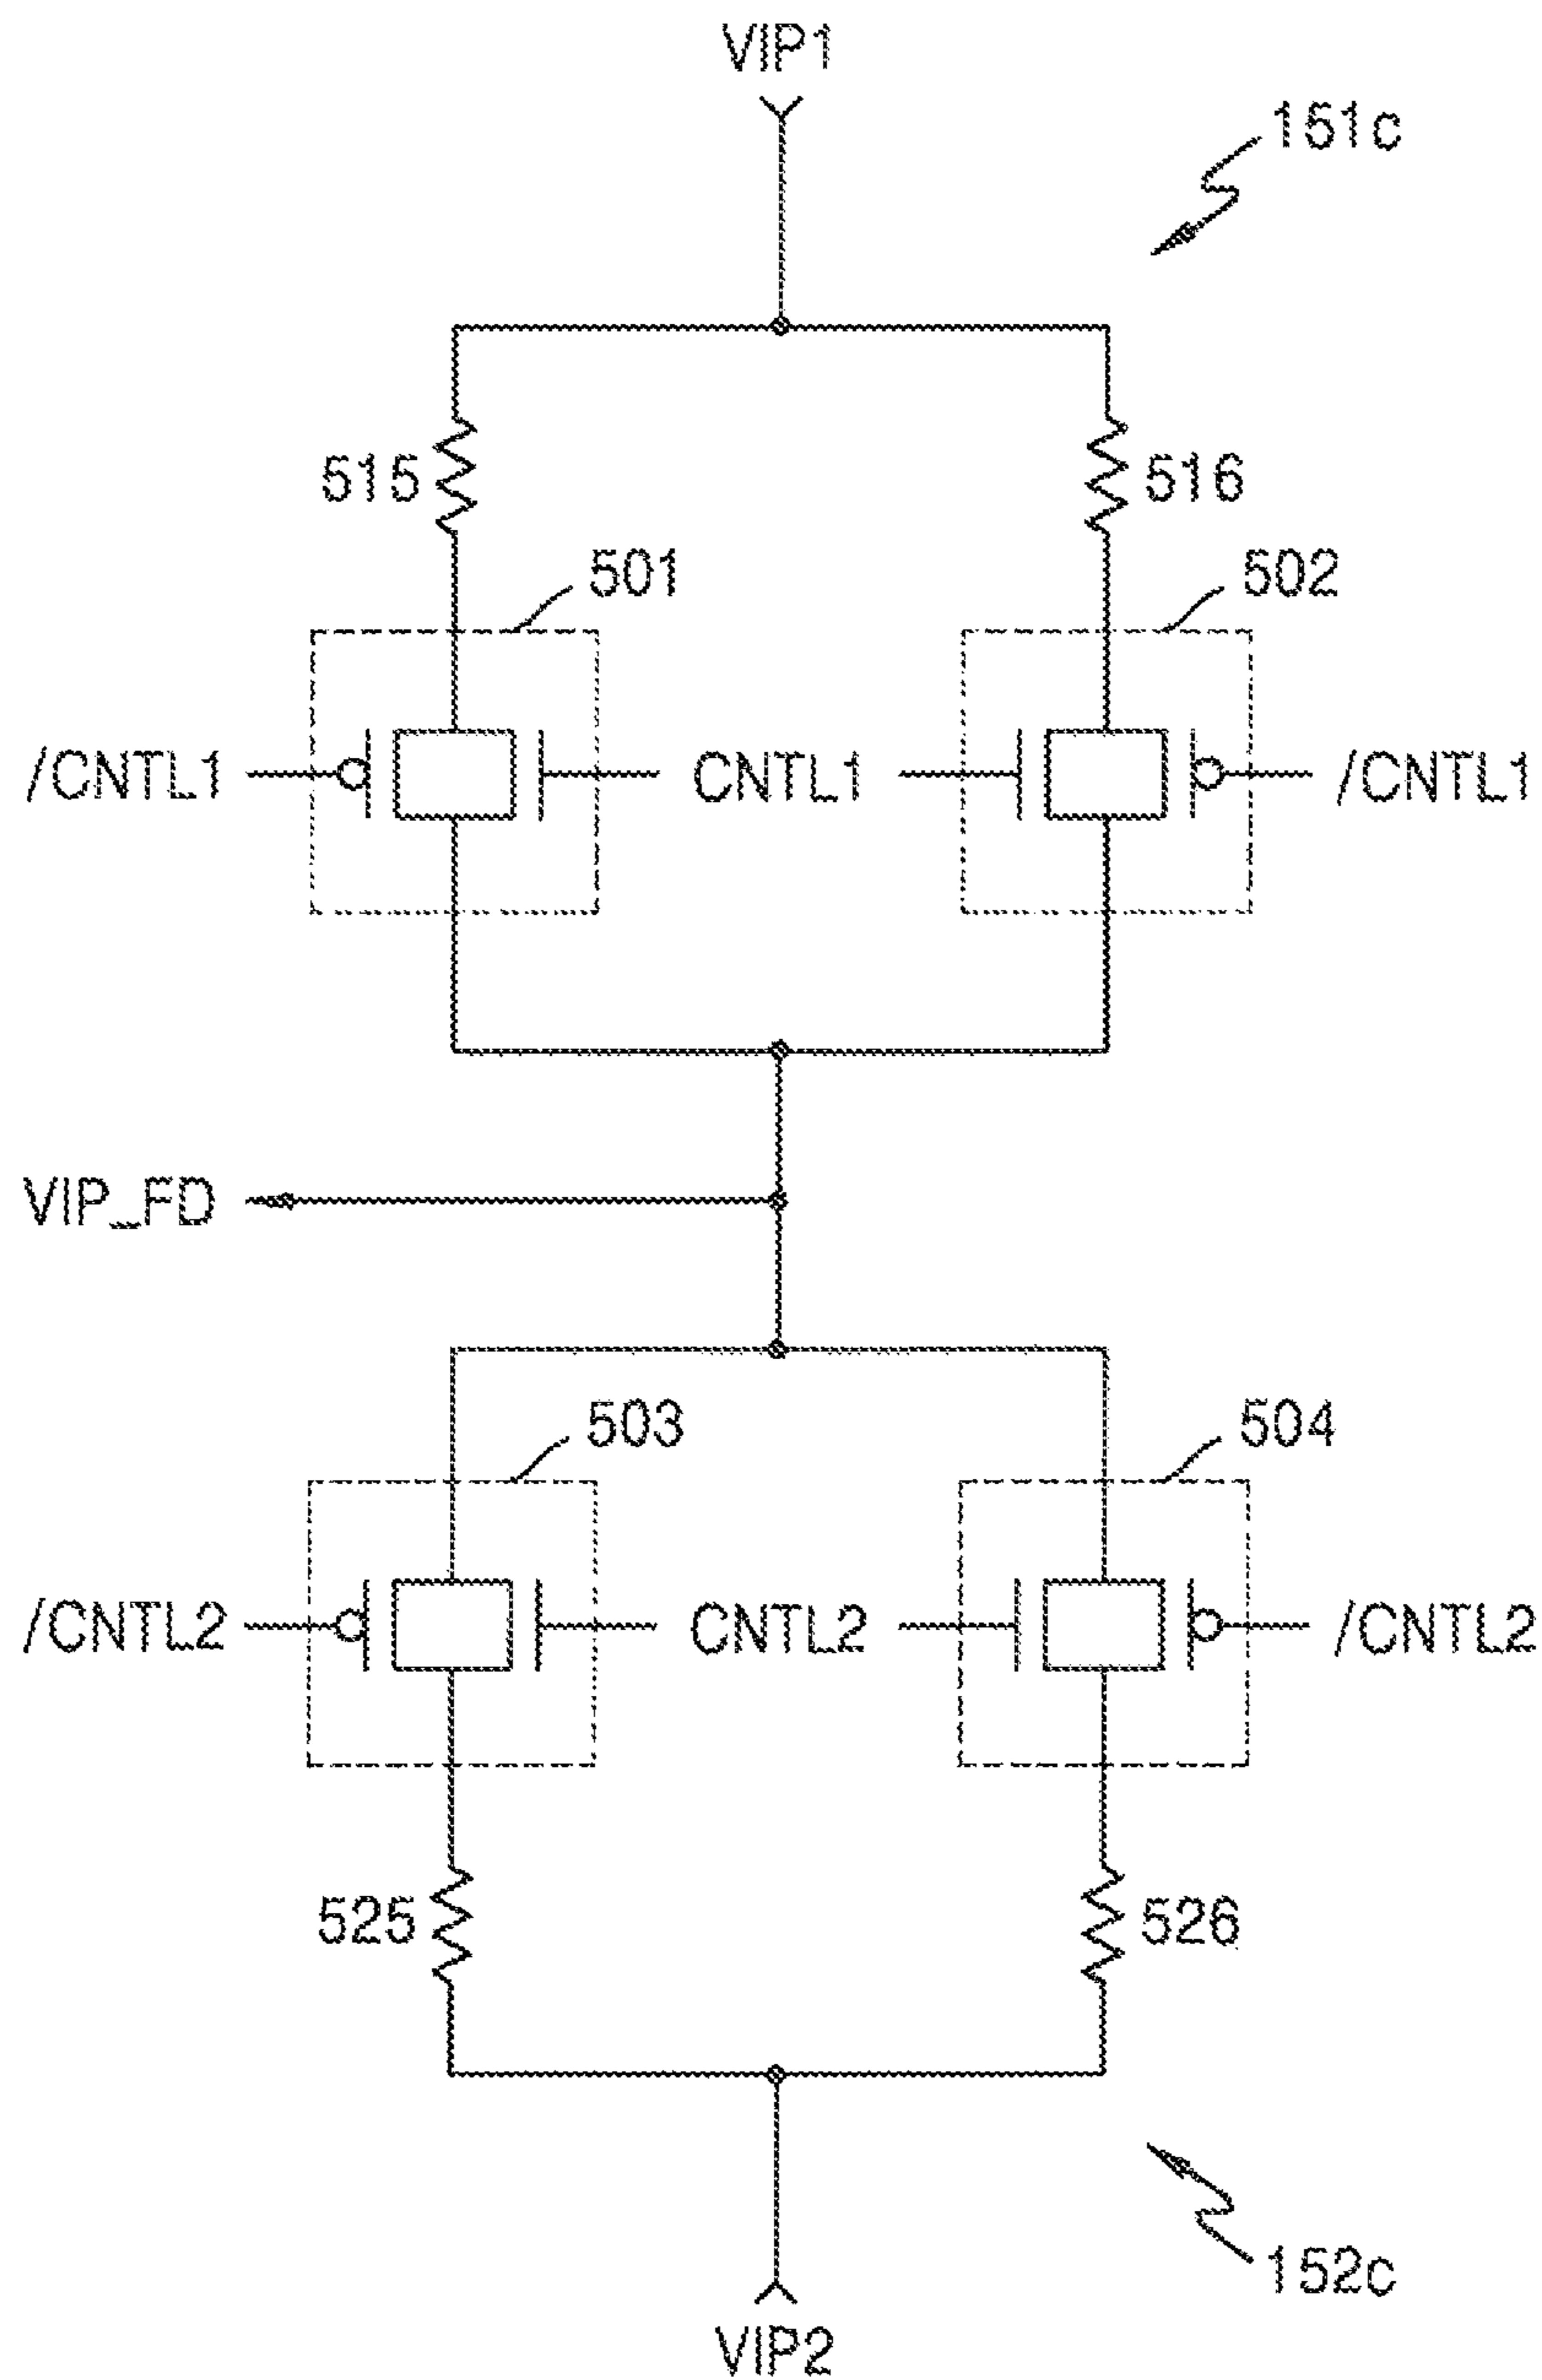 VIP1
151c
515
516
501
502
/CNTL1
CNTL1
/CNTL1
VIP_FD
503
504
/CNTL2
CNTL2
/CNTL2
525
526
152c
VIP2